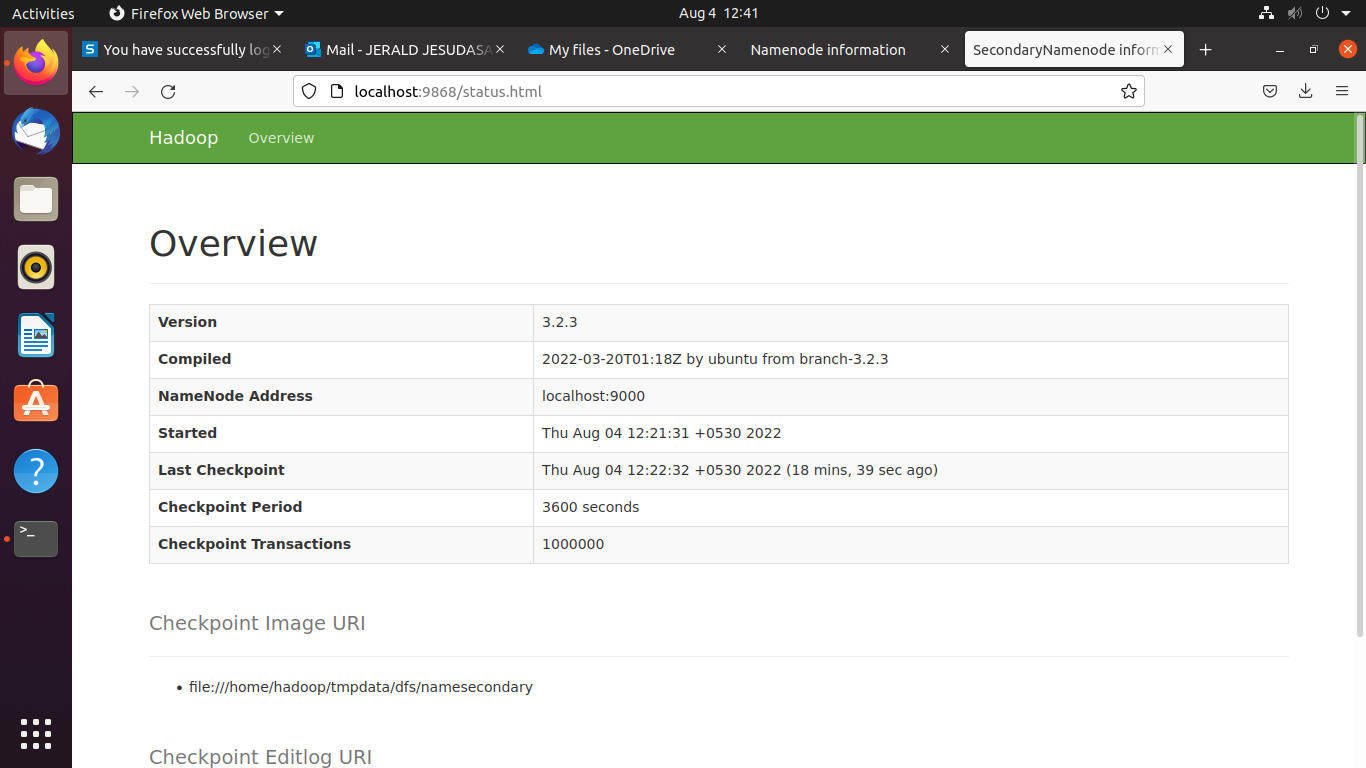 Activities Firefox Web Browser Aug 4 12:41
You have successfully log Mail - JERALD JESUDASA My files - OneDrive Namenode information SecondaryNamenode inform
localhost:9868/status.html
Hadoop Overview
Overview
Version 3.2.3
Compiled 2022-03-20T01:18Z by ubuntu from branch-3.2.3
NameNode Address localhost:9000
Started Thu Aug 04 12:21:31 +0530 2022
Last Checkpoint Thu Aug 04 12:22:32 +0530 2022 (18 mins, 39 sec ago)
Checkpoint Period 3600 seconds
Checkpoint Transactions 1000000
Checkpoint Image URI
• file:///home/hadoop/tmpdata/dfs/namesecondary
Checkpoint Editlog URI